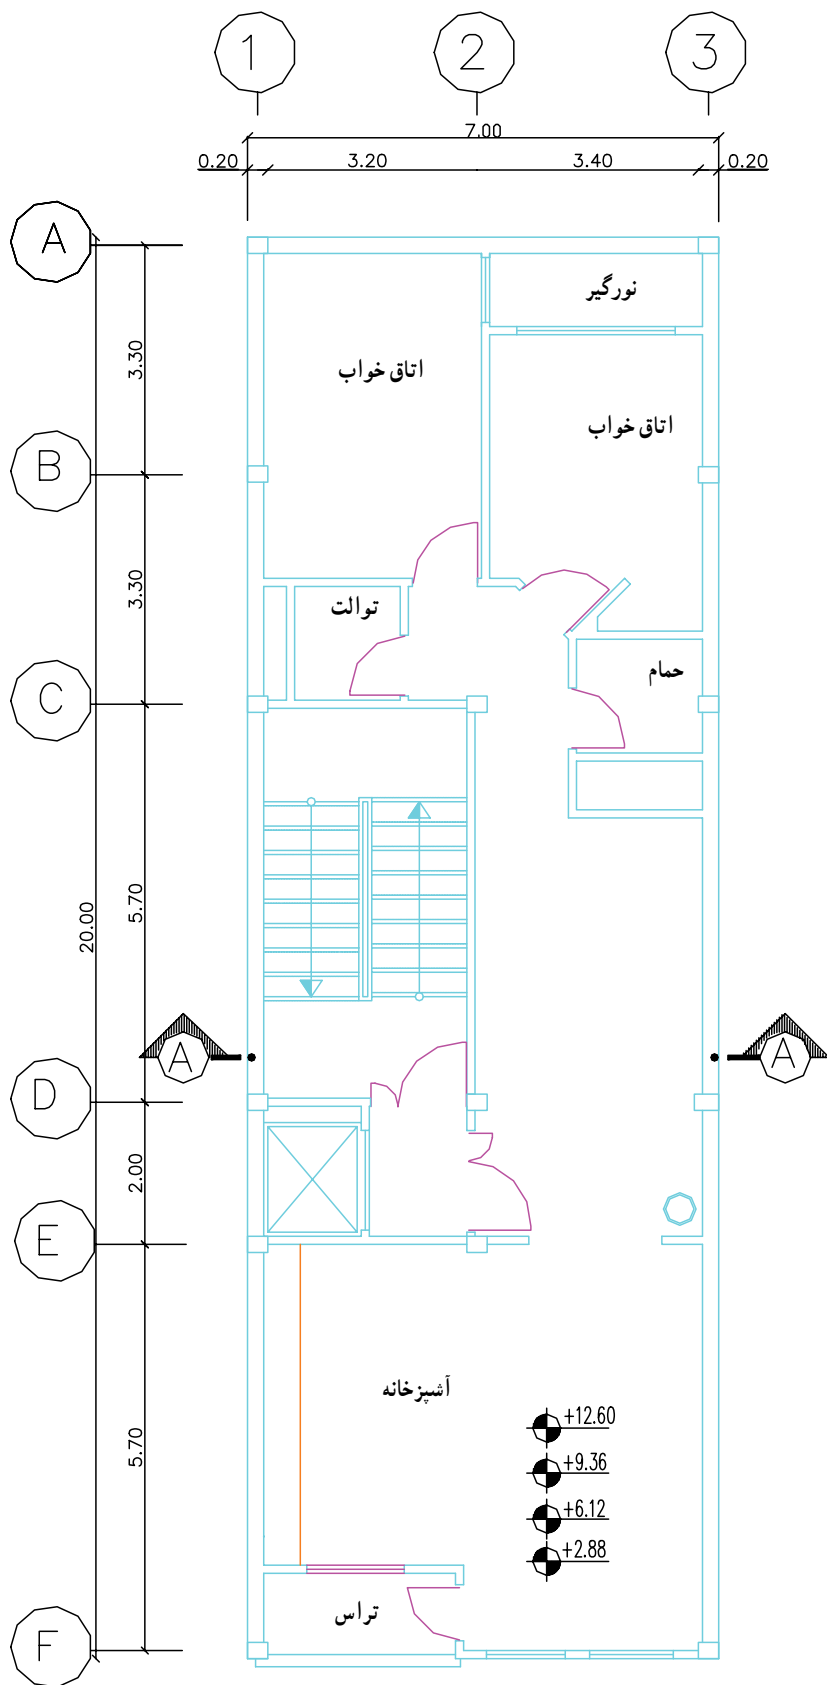 1 2 3
7.00
0.20 3.20 3.40 0.20
A
نورگیر
3.30
اتاق خواب
اتاق خواب
B
3.30
توالت
حمام
C
5.70
20.00
A A
D
2.00
E
آشپزخانه
+12.60
5.70
+9.36
+6.12
+2.88
تراس
F